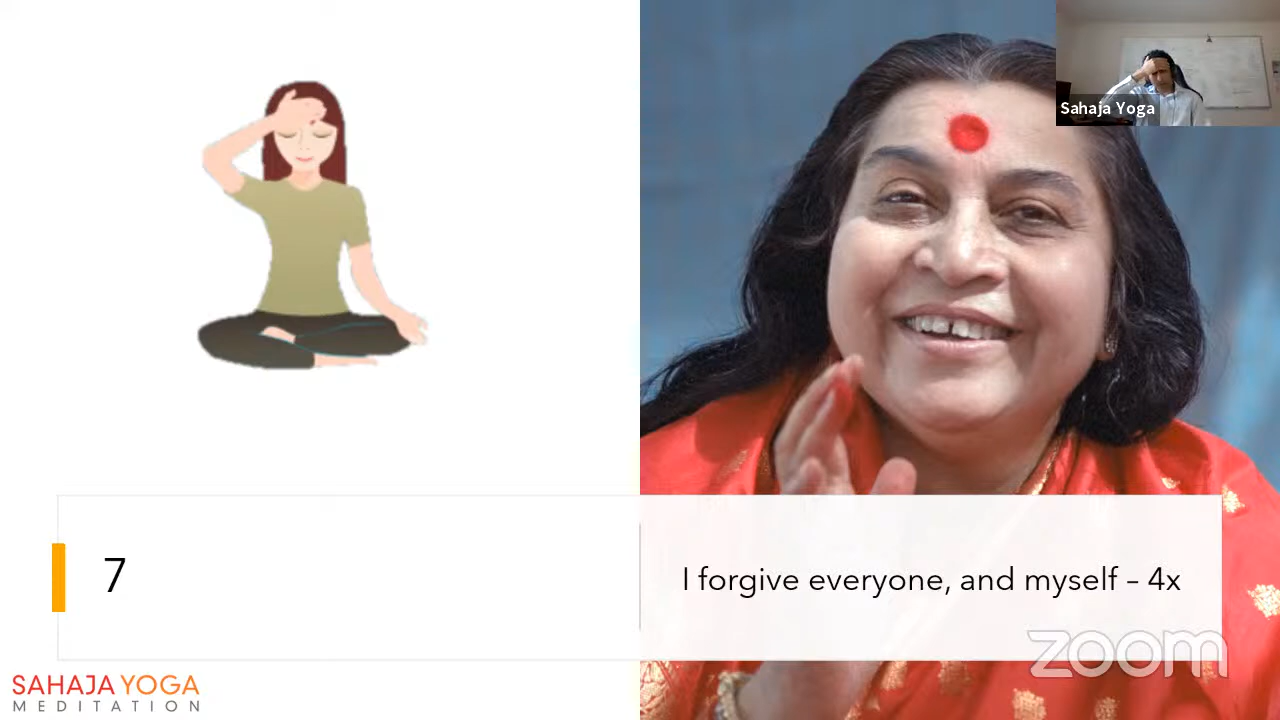 Sahaja Yoga
7
I forgive everyone, and myself – 4x
zoom
SAHAJA YOGA
MEDITATION